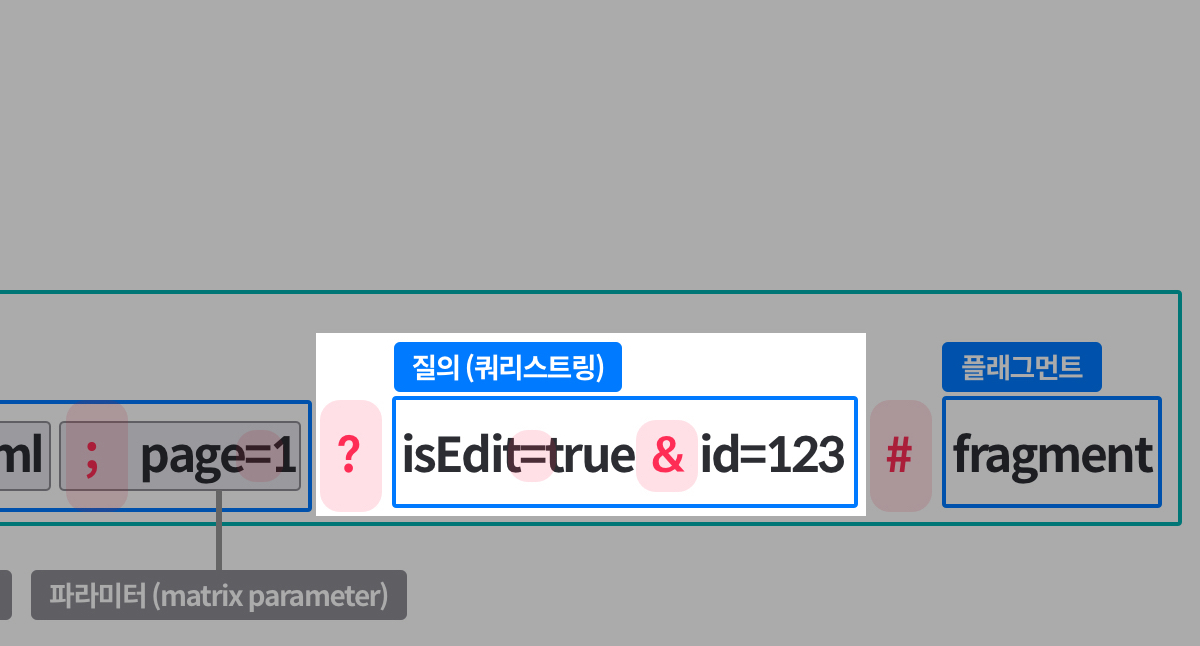 질의 (쿼리스트링)
플래그먼트
ml ; page=1 ? isEdit=true & id=123 # fragment
파라미터 (matrix parameter)